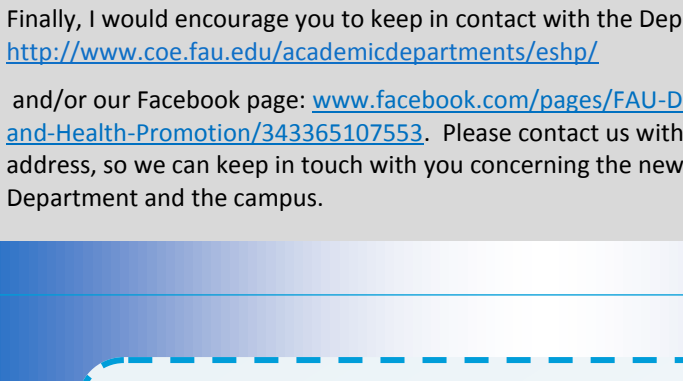 Finally, I would encourage you to keep in contact with the Dep
http://www.coe.fau.edu/academicdepartments/eshp/
and/or our Facebook page: www.facebook.com/pages/FAU-D
and-Health-Promotion/343365107553. Please contact us with
address, so we can keep in touch with you concerning the new
Department and the campus.